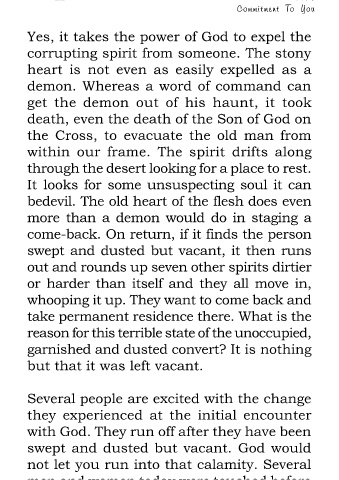 Commitment To You
Yes, it takes the power of God to expel the
corrupting spirit from someone. The stony
heart is not even as easily expelled as a
demon. Whereas a word of command can
get the demon out of his haunt, it took
death, even the death of the Son of God on
the Cross, to evacuate the old man from
within our frame. The spirit drifts along
through the desert looking for a place to rest.
It looks for some unsuspecting soul it can
bedevil. The old heart of the flesh does even
more than a demon would do in staging a
come-back. On return, if it finds the person
swept and dusted but vacant, it then runs
out and rounds up seven other spirits dirtier
or harder than itself and they all move in,
whooping it up. They want to come back and
take permanent residence there. What is the
reason for this terrible state of the unoccupied,
garnished and dusted convert? It is nothing
but that it was left vacant.
Several people are excited with the change
they experienced at the initial encounter
with God. They run off after they have been
swept and dusted but vacant. God would
not let you run into that calamity. Several
men and women today were touched before